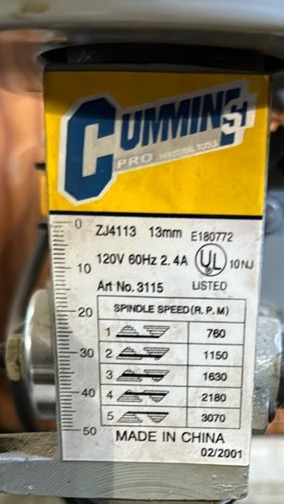 CUMMINS
PRO INDUSTRIAL TOOLS
ZJ4113 13mm E180772
120V 60Hz 2.4A UL 10NJ
Art No. 3115 LISTED
SPINDLE SPEED(R.P.M)
1 760
2 1150
3 1630
4 2180
5 3070
0
10
20
30
40
50
MADE IN CHINA
02/2001